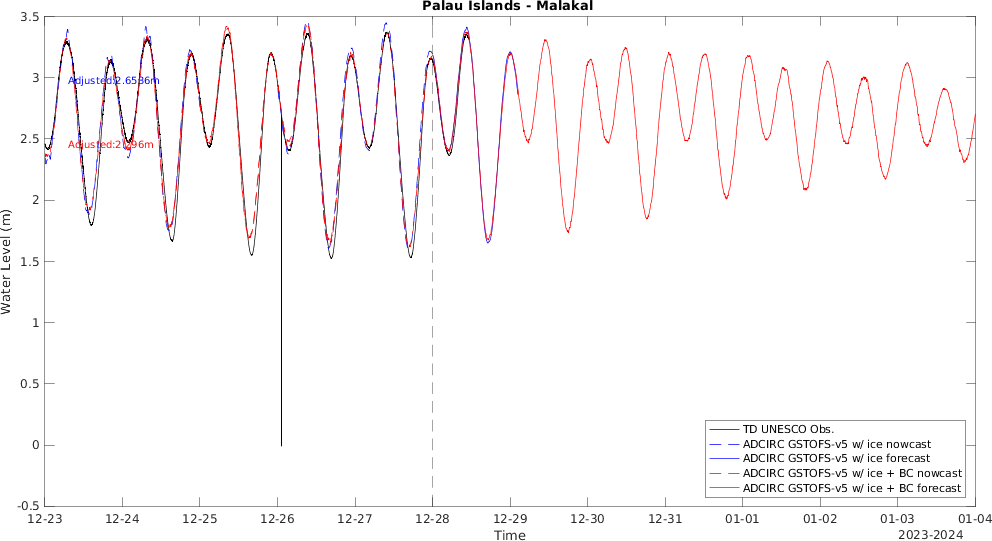 Palau Islands - Malakal
3.5
3
2.5
2
1.5
1
0.5
0
-0.5
Water Level (m)
Adjusted:2.6536m
12-23
12-24
12-25
12-26
12-27
12-28
12-29
12-30
12-31
01-01
01-02
01-03
01-04
Time
2023-2024
TD UNESCO Obs.
ADCIRC GSTOFS-v5 w/ ice nowcast
ADCIRC GSTOFS-v5 w/ ice forecast
ADCIRC GSTOFS-v5 w/ ice + BC nowcast
ADCIRC GSTOFS-v5 w/ ice + BC forecast